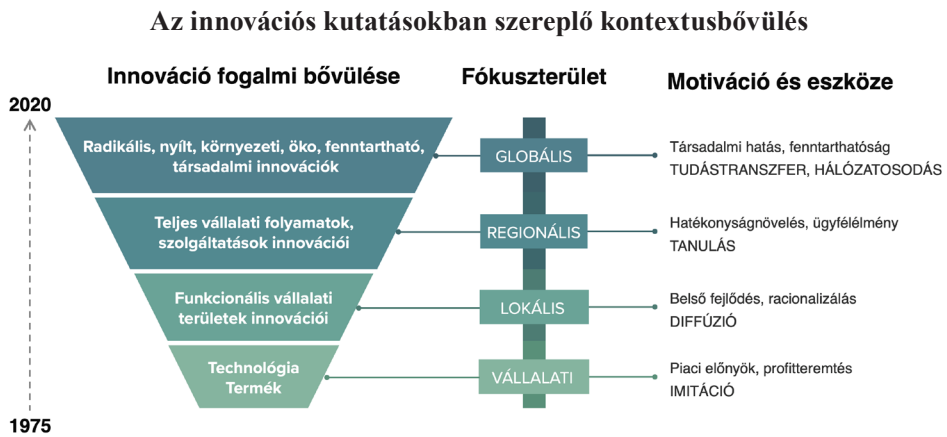 Az innovációs kutatásokban szereplő kontextusbővülés
Innováció fogalmi bővülése
Fókuszterület
Motiváció és eszköze
2020
Radikális, nyílt, környezeti, öko, fenntartható,
társadalmi innovációk
GLOBÁLIS
Társadalmi hatás, fenntarthatóság
TUDÁSTRANSZFER, HÁLÓZATOSODÁS
Teljes vállalati folyamatok,
szolgáltatások innovációi
REGIONÁLIS
Hatékonyságnövelés, ügyfélélmény
TANULÁS
Funkcionális vállalati
területek innovációi
LOKÁLIS
Belső fejlődés, racionalizálás
DIFFÚZIÓ
Technológia
Termék
VÁLLALATI
Piaci előnyök, profitteremtés
IMITÁCIÓ
1975